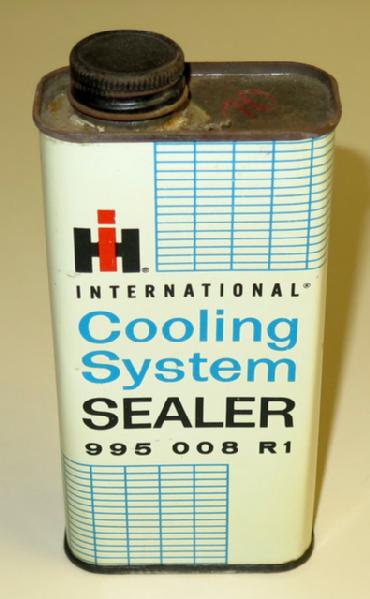 IH®
INTERNATIONAL®
Cooling
System
SEALER
995 008 R1